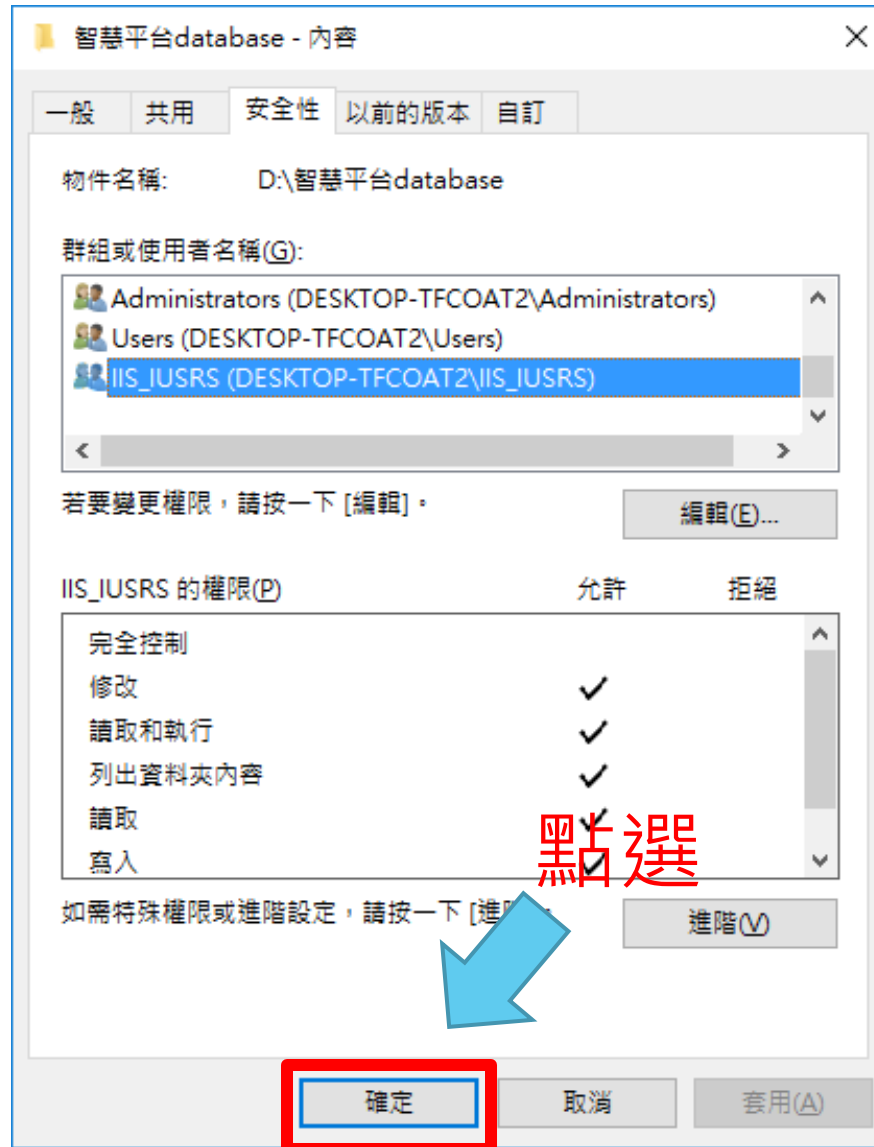 智慧平台database - 內容
一般 共用 安全性 以前的版本 自訂
物件名稱: D:\智慧平台database
群組或使用者名稱(G):
Administrators (DESKTOP-TFCOAT2\Administrators)
Users (DESKTOP-TFCOAT2\Users)
IIS_IUSRS (DESKTOP-TFCOAT2\IIS_IUSRS)
若要變更權限，請按一下 [編輯]。
編輯(E)...
IIS_IUSRS 的權限(P) 允許 拒絕
完全控制
修改
讀取和執行
列出資料夾內容
讀取
寫入
點選
如需特殊權限或進階設定，請按一下 [進
進階(V)
確定 取消 套用(A)